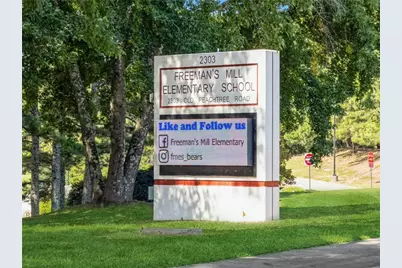 2303
FREEMAN'S MILL
ELEMENTARY SCHOOL
2303 OLD PEACHTREE ROAD
Like and Follow us
Freeman's Mill Elementary
fmes_bears